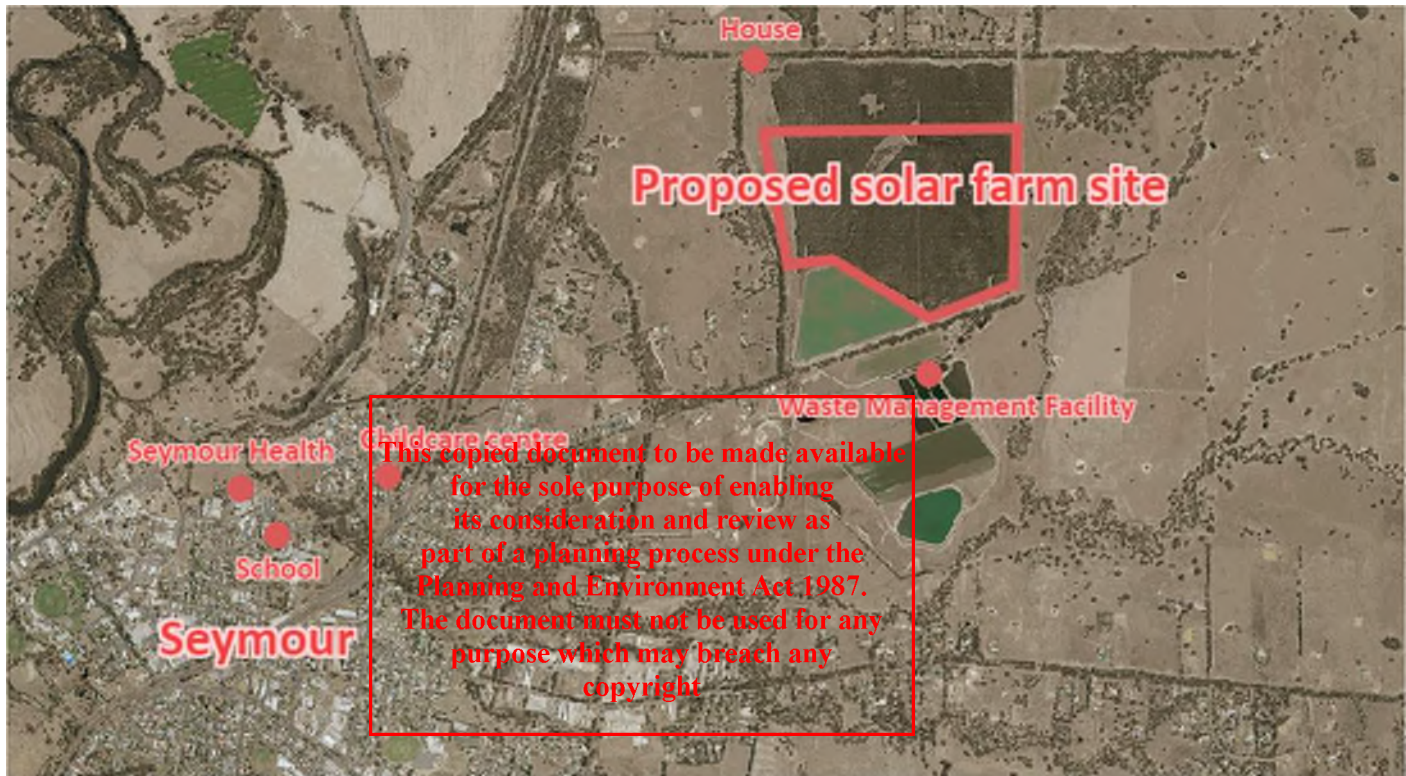 House
Proposed solar farm site
Waste Management Facility
Seymour Health
Childcare centre
School
Seymour
This copied document to be made available
for the sole purpose of enabling
its consideration and review as
part of a planning process under the
Planning and Environment Act 1987.
The document must not be used for any
purpose which may breach any
copyright